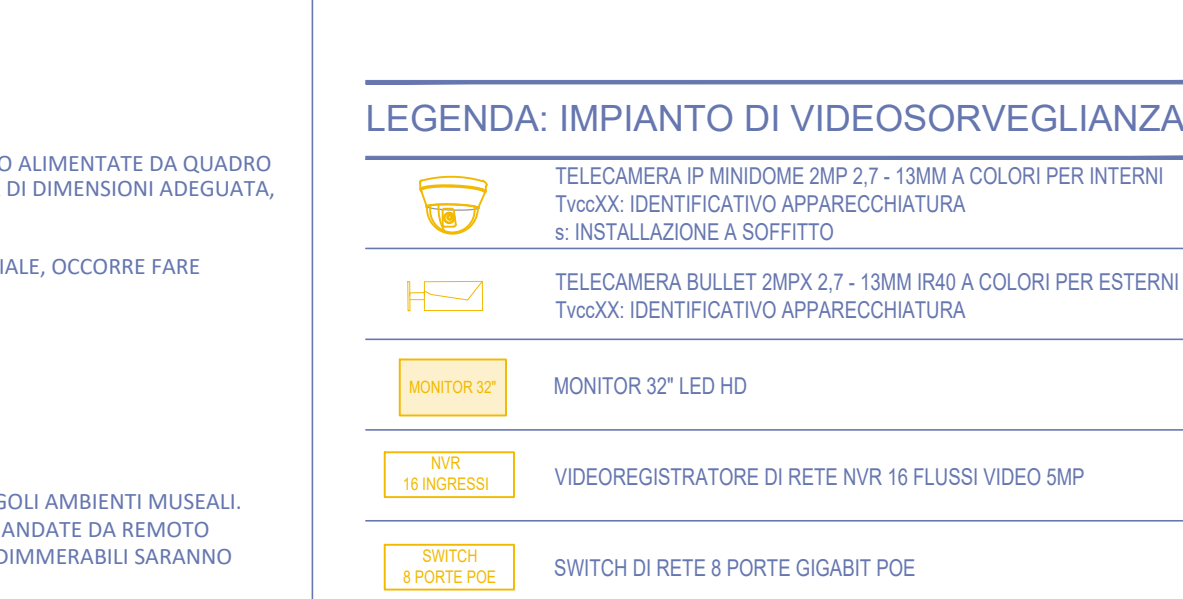 O ALIMENTATE DA QUADRO
DI DIMENSIONI ADEGUATA,
IALE, OCCORRE FARE
GOLI AMBIENTI MUSEALI.
ANDATE DA REMOTO
DIMMERABILI SARANNO
LEGENDA: IMPIANTO DI VIDEOSORVEGLIANZA
TELECAMERA IP MINIDOME 2MP 2,7 - 13MM A COLORI PER INTERNI
TvccXX: IDENTIFICATIVO APPARECCHIATURA
s: INSTALLAZIONE A SOFFITTO
TELECAMERA BULLET 2MPX 2,7 - 13MM IR40 A COLORI PER ESTERNI
TvccXX: IDENTIFICATIVO APPARECCHIATURA
MONITOR 32"
MONITOR 32" LED HD
NVR
16 INGRESSI
VIDEOREGISTRATORE DI RETE NVR 16 FLUSSI VIDEO 5MP
SWITCH
8 PORTE POE
SWITCH DI RETE 8 PORTE GIGABIT POE